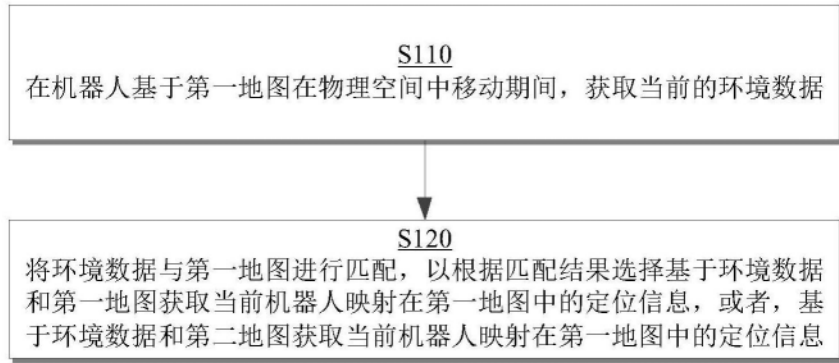 S110
在机器人基于第一地图在物理空间中移动期间，获取当前的环境数据
S120
将环境数据与第一地图进行匹配，以根据匹配结果选择基于环境数据
和第一地图获取当前机器人映射在第一地图中的定位信息，或者，基
于环境数据和第二地图获取当前机器人映射在第一地图中的定位信息